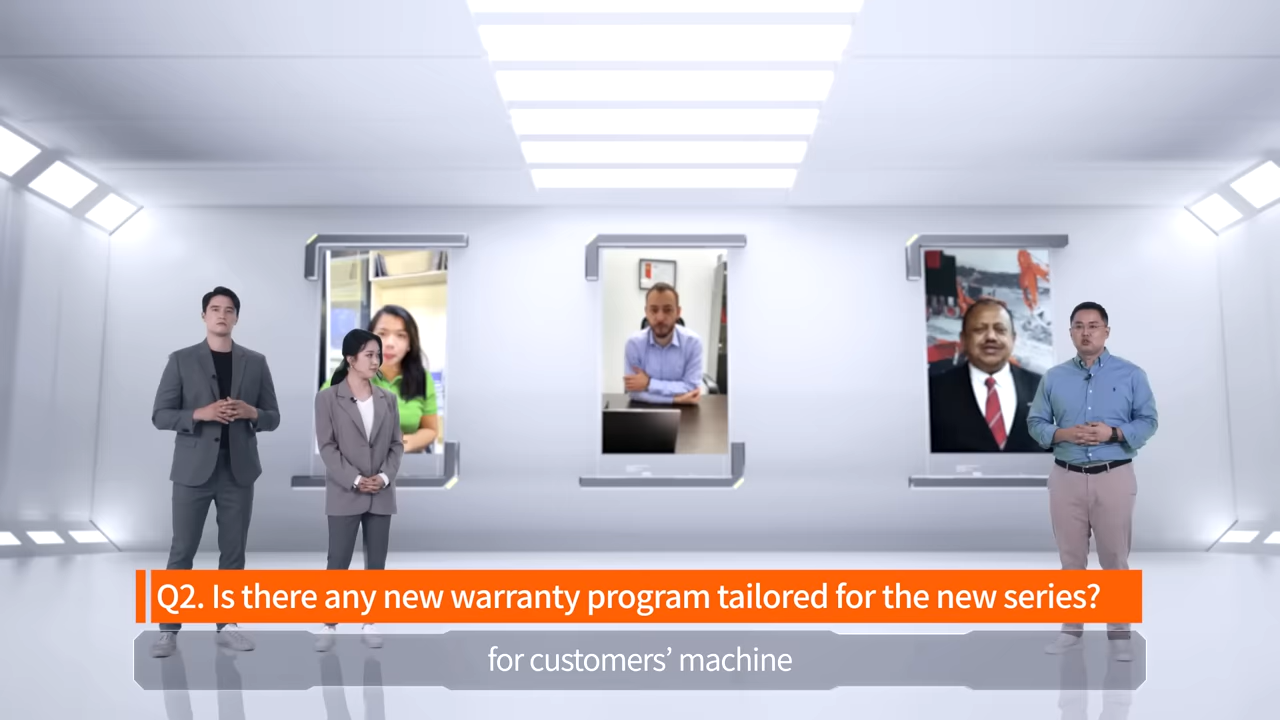 Q2. Is there any new warranty program tailored for the new series?
for customers’ machine